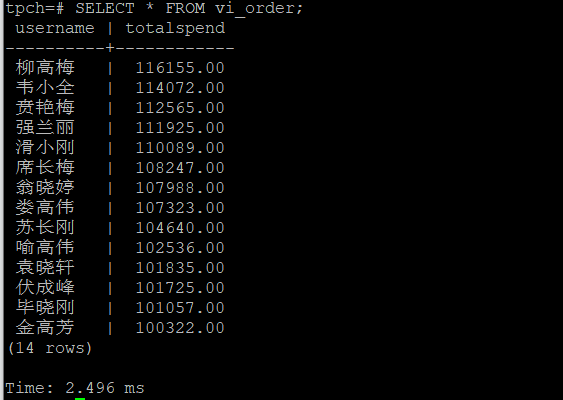 tpch=# SELECT * FROM vi_order;
username | totalspend
----------+------------
柳高梅 | 116155.00
韦小全 | 114072.00
贲艳梅 | 112565.00
强兰丽 | 111925.00
滑小刚 | 110089.00
席长梅 | 108247.00
翁晓婷 | 107988.00
娄高伟 | 107323.00
苏长刚 | 104640.00
喻高伟 | 102536.00
袁晓轩 | 101835.00
伏成峰 | 101725.00
毕晓刚 | 101057.00
金高芳 | 100322.00
(14 rows)
Time: 2.496 ms